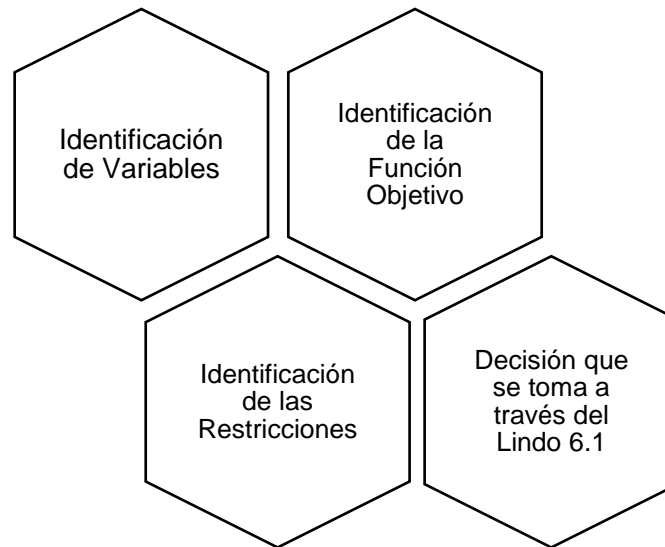 Identificación
de Variables
Identificación
de la
Función
Objetivo
Identificación
de las
Restricciones
Decisión que
se toma a
través del
Lindo 6.1